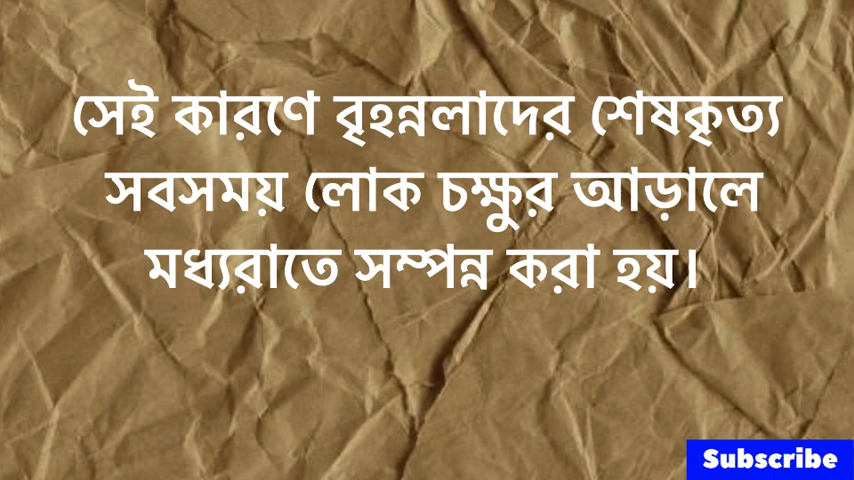 সেই কারণে বৃহন্নলাদের শেষকৃত্য
সবসময় লোক চক্ষুর আড়ালে
মধ্যরাতে সম্পন্ন করা হয়।
Subscribe